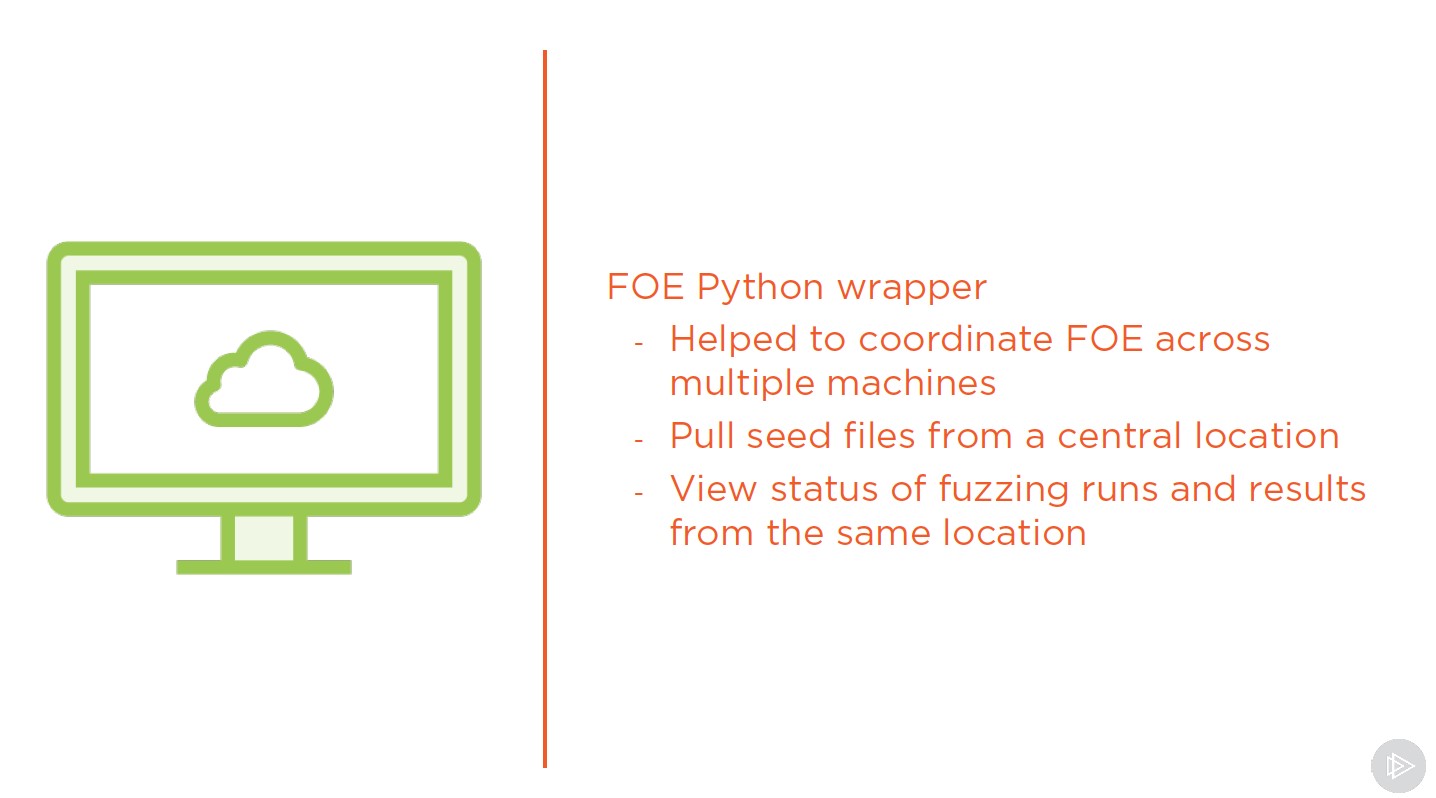 FOE Python wrapper
- Helped to coordinate FOE across
multiple machines
- Pull seed files from a central location
- View status of fuzzing runs and results
from the same location